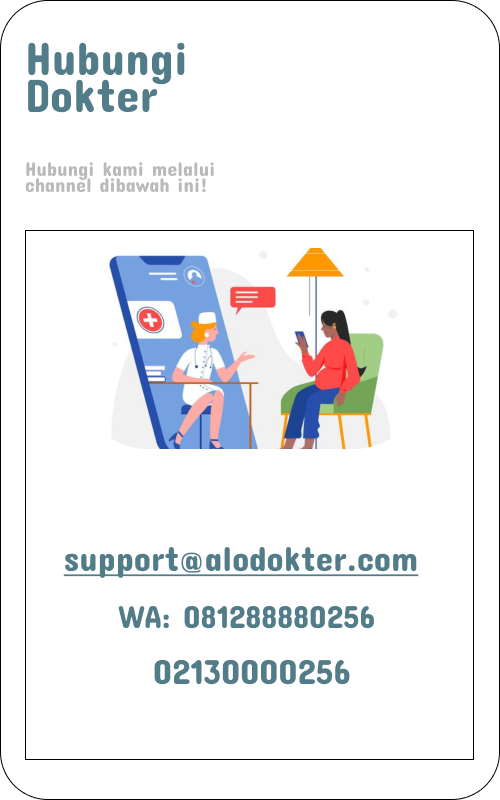 Hubungi
Dokter
Hubungi kami melalui
channel dibawah ini!
support@alodokter.com
WA: 081288880256
02130000256